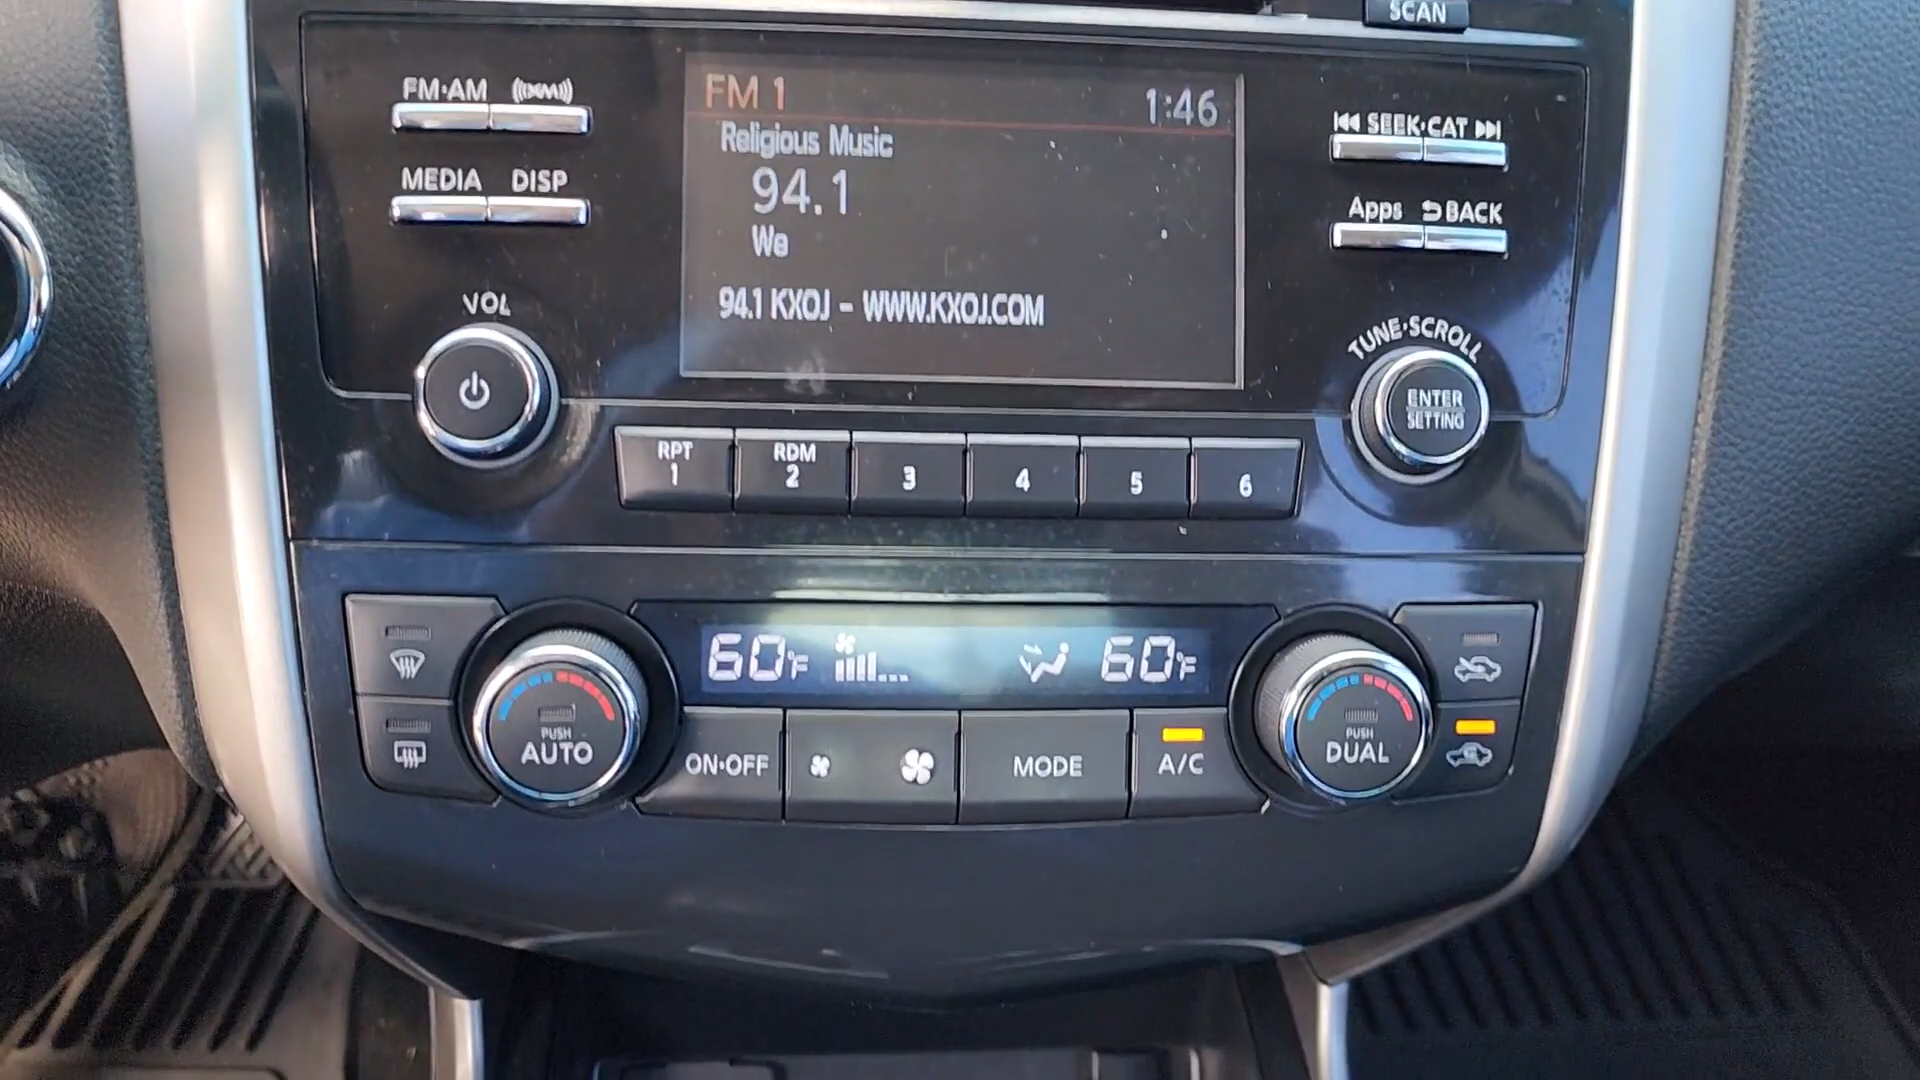 SCAN
FM·AM (((XM)))
FM 1 1:46
SEEK·CAT
Religious Music
MEDIA DISP
94.1
Apps BACK
We
VOL
94.1 KXOJ - WWW.KXOJ.COM
TUNE·SCROLL
ENTER
SETTING
RPT
1
RDM
2
3
4
5
6
60°F
60°F
PUSH
AUTO
ON·OFF
MODE
A/C
PUSH
DUAL